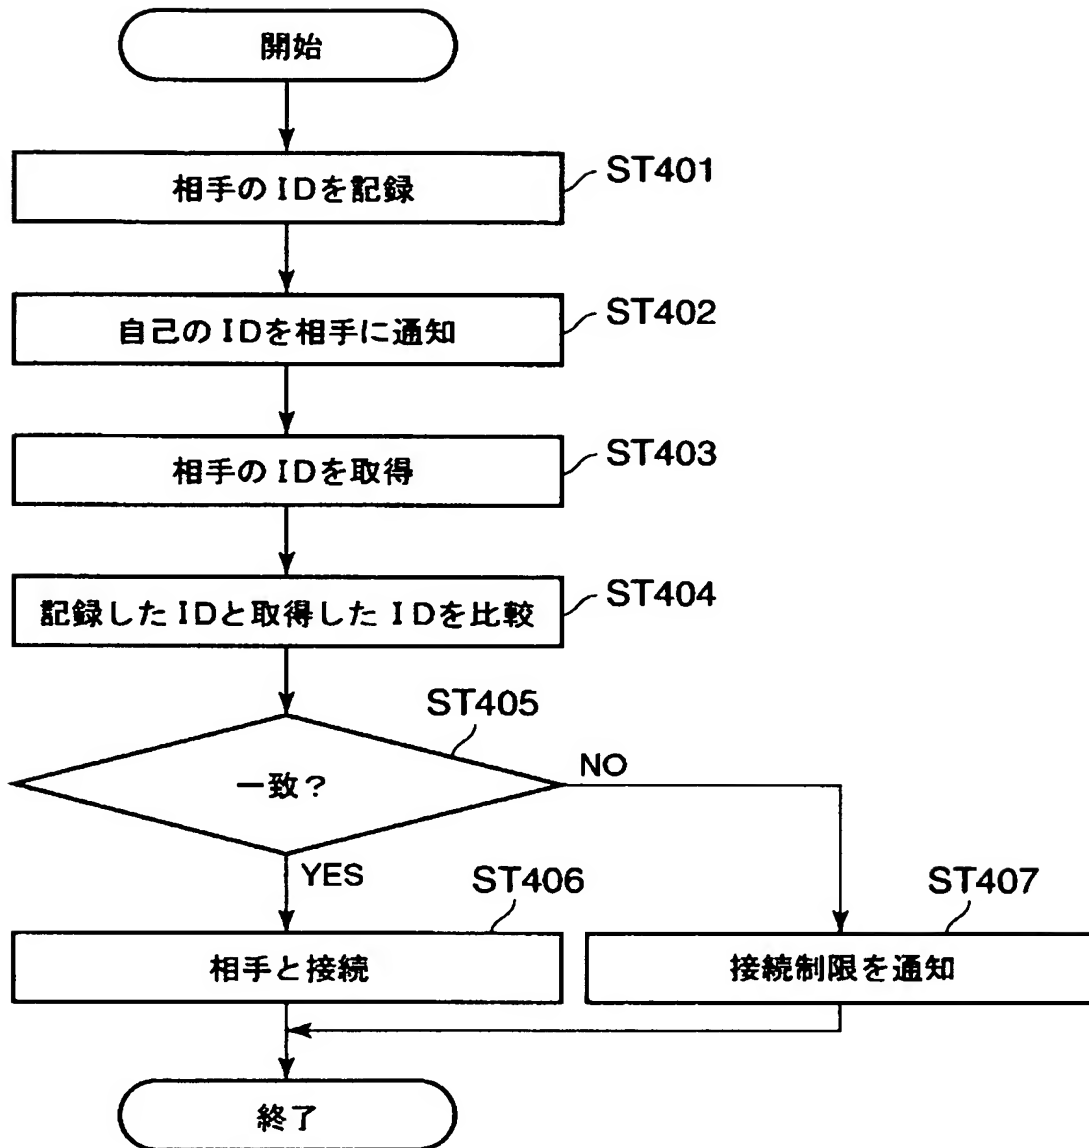 開始
相手のIDを記録
ST401
自己のIDを相手に通知
ST402
相手のIDを取得
ST403
記録したIDと取得したIDを比較
ST404
ST405
一致?
NO
YES
ST406
ST407
相手と接続
接続制限を通知
終了